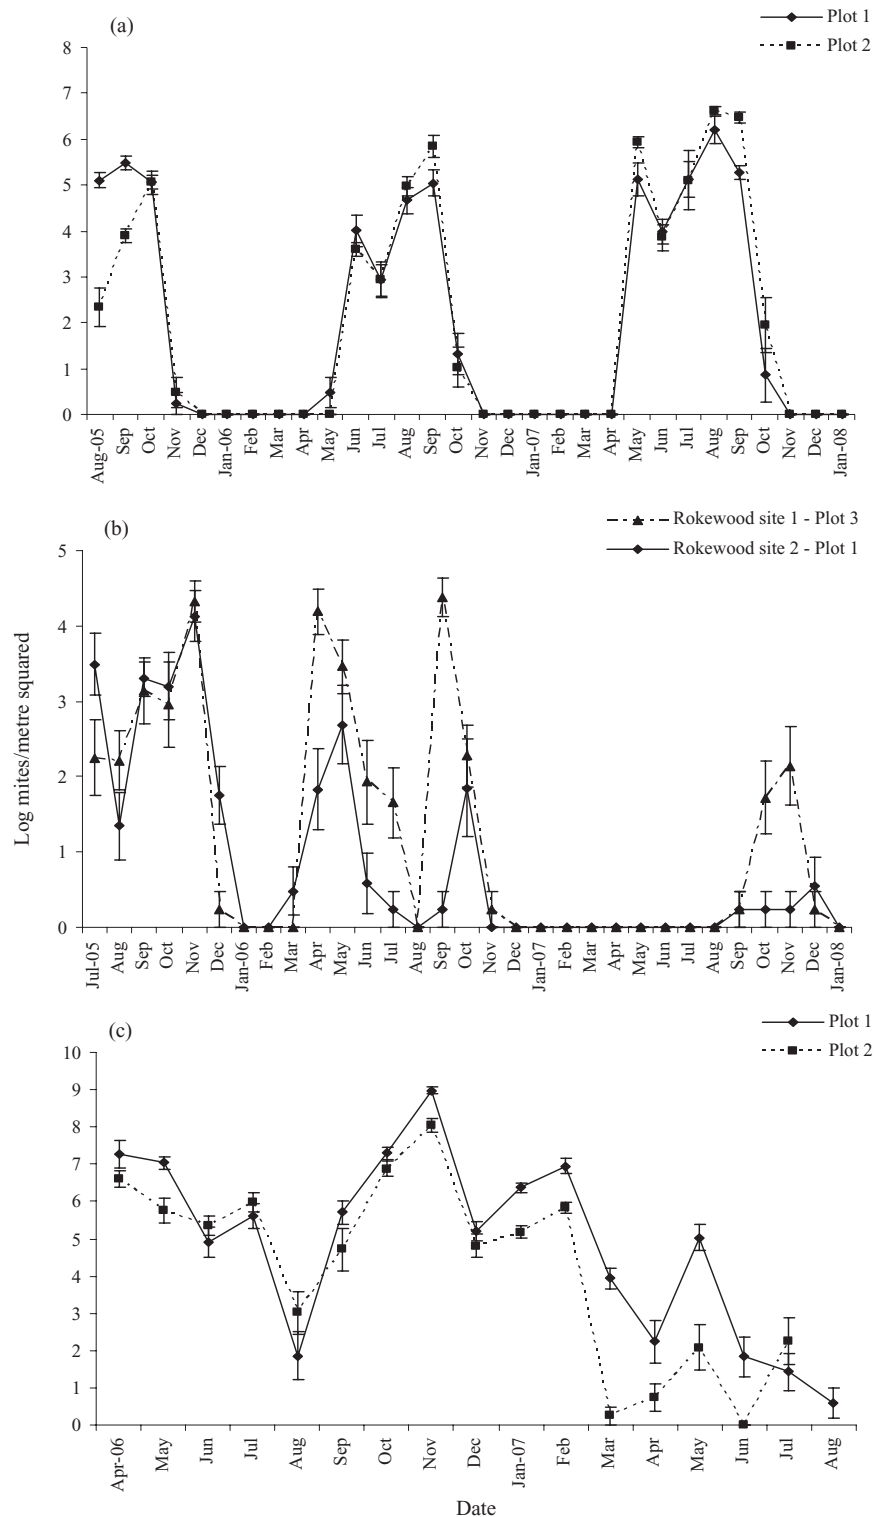 (a)
Plot 1
Plot 2
8
7
6
5
4
3
2
1
0
Aug-05 Sep Oct Nov Dec Jan-06 Feb Mar Apr May Jun Jul Aug Sep Oct Nov Dec Jan-07 Feb Mar Apr May Jun Jul Aug Sep Oct Nov Dec Jan-08
(b)
Rokewood site 1 - Plot 3
Rokewood site 2 - Plot 1
5
4
3
2
1
0
Log mites/metre squared
Jul-05 Aug Sep Oct Nov Dec Jan-06 Feb Mar Apr May Jun Jul Aug Sep Oct Nov Dec Jan-07 Feb Mar Apr May Jun Jul Aug Sep Oct Nov Dec Jan-08
(c)
Plot 1
Plot 2
10
9
8
7
6
5
4
3
2
1
0
Apr-06 May Jun Jul Aug Sep Oct Nov Dec Jan-07 Feb Mar Apr May Jun Jul Aug
Date